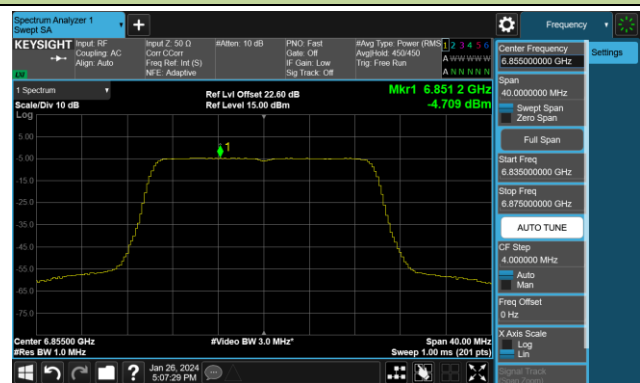 Spectrum Analyzer 1
Swept SA
+
Frequency
KEYSIGHT
Input: RF
Coupling: AC
Align: Auto
Input Z: 50 Ω
Corr CCorr
Freq Ref: Int (S)
NFE: Adaptive
#Atten: 10 dB
PNO: Fast
Gate: Off
IF Gain: Low
Sig Track: Off
#Avg Type: Power (RMS)
Avg|Hold: 450/450
Trig: Free Run
1 2 3 4 5 6
A W W W W W
A N N N N N
LXI
Center Frequency
6.855000000 GHz
Settings
Span
40.0000000 MHz
Swept Span
Zero Span
Full Span
Start Freq
6.835000000 GHz
Stop Freq
6.875000000 GHz
AUTO TUNE
CF Step
4.000000 MHz
Auto
Man
Freq Offset
0 Hz
X Axis Scale
Log
Lin
Signal Track
(Span Zoom)
1 Spectrum
Scale/Div 10 dB
Log
Ref Lvl Offset 22.60 dB
Ref Level 15.00 dBm
Mkr1 6.851 2 GHz
-4.709 dBm
1
5.00
-5.00
-15.0
-25.0
-35.0
-45.0
-55.0
-65.0
-75.0
Center 6.85500 GHz
#Res BW 1.0 MHz
#Video BW 3.0 MHz*
Span 40.00 MHz
Sweep 1.00 ms (201 pts)
?
Jan 26, 2024
5:07:29 PM